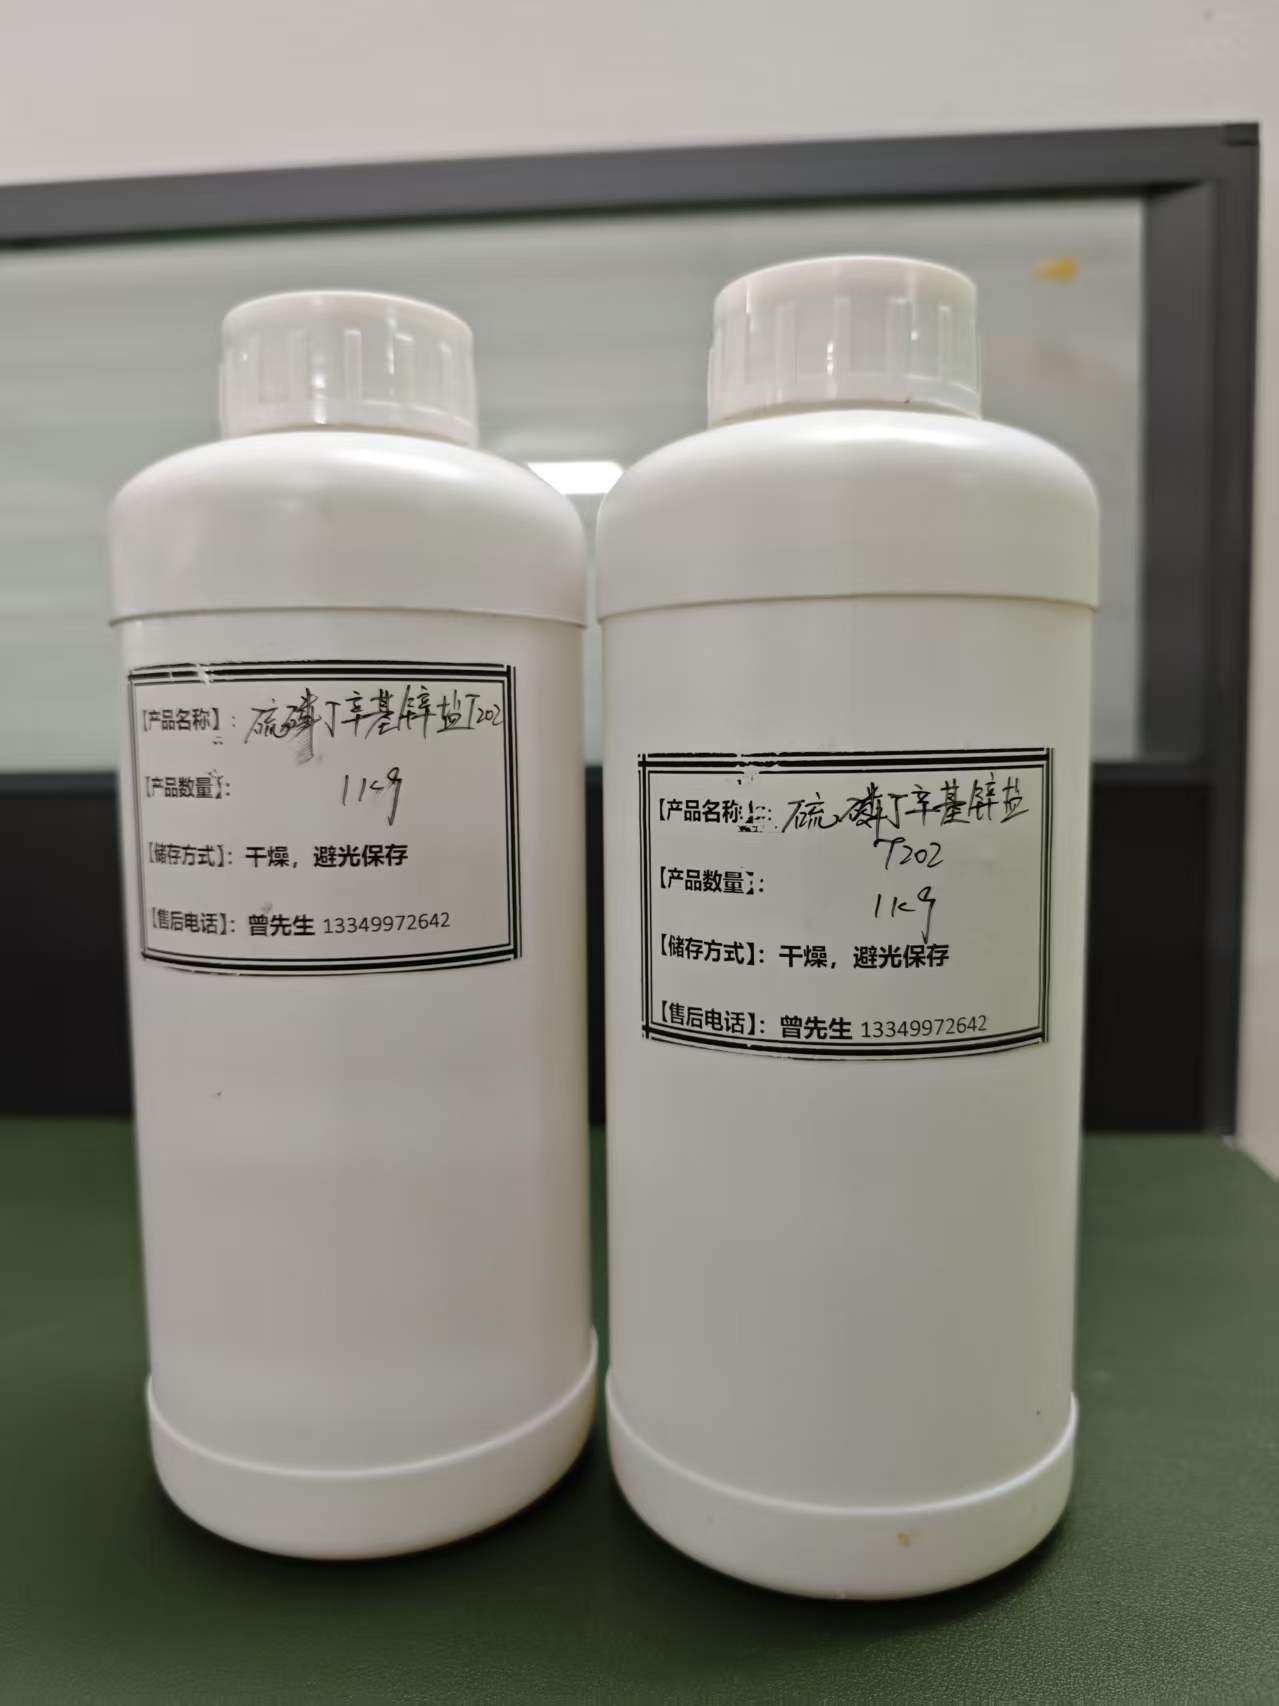 【产品名称】：硫磷丁辛基锌盐T202
【产品数量】：1kg
【储存方式】：干燥，避光保存
【售后电话】：曾先生 13349972642
【产品名称】：硫磷丁辛基锌盐
T202
【产品数量】：
1kg
【储存方式】：干燥，避光保存
【售后电话】：曾先生 13349972642